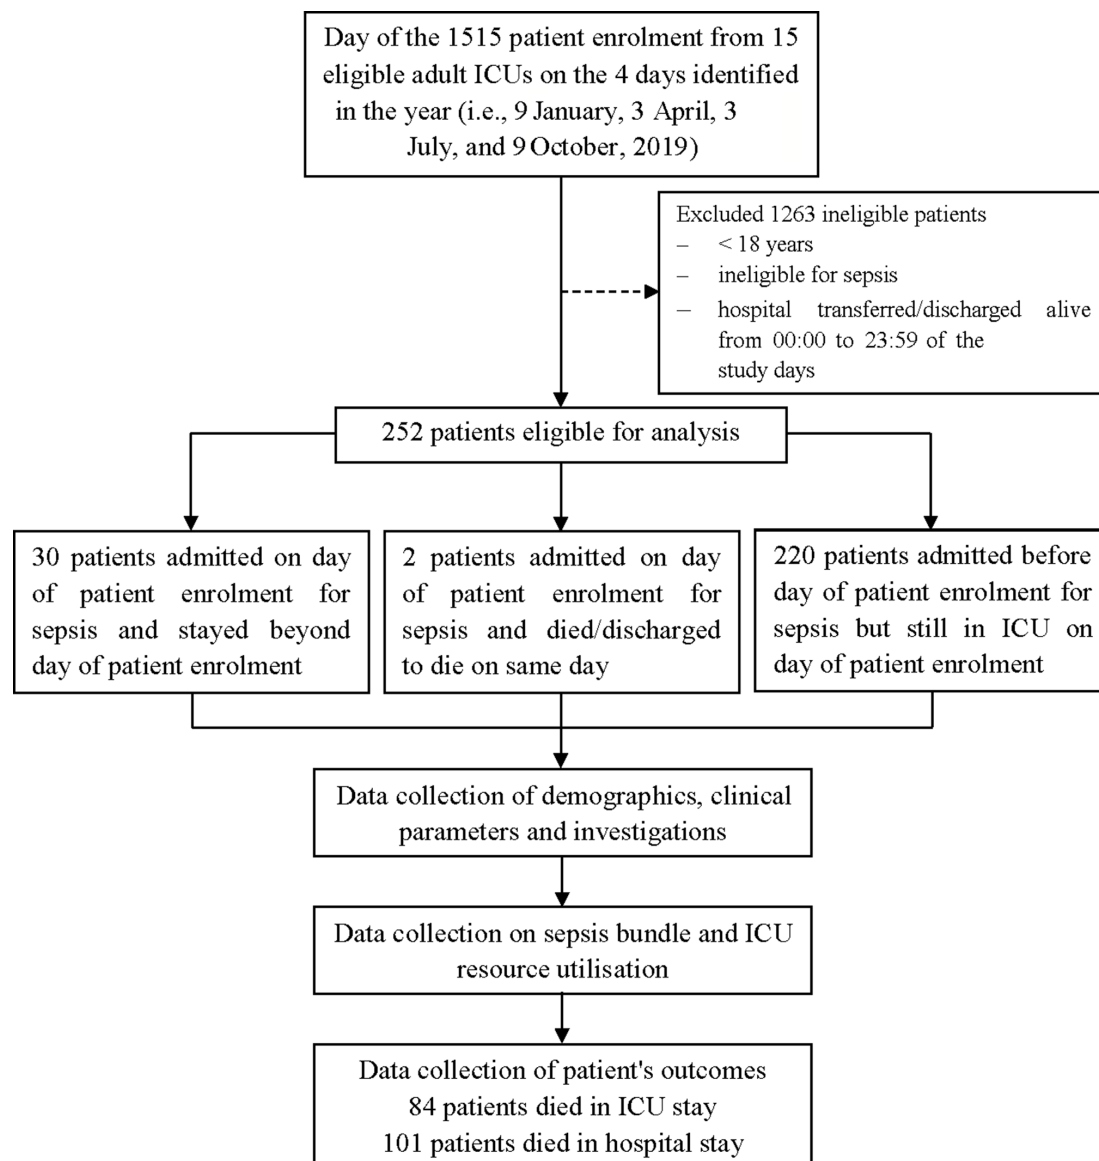 Day of the 1515 patient enrolment from 15
eligible adult ICUs on the 4 days identified
in the year (i.e., 9 January, 3 April, 3
July, and 9 October, 2019)
Excluded 1263 ineligible patients
– < 18 years
– ineligible for sepsis
– hospital transferred/discharged alive
from 00:00 to 23:59 of the
study days
252 patients eligible for analysis
30 patients admitted on day
of patient enrolment for
sepsis and stayed beyond
day of patient enrolment
2 patients admitted on day
of patient enrolment for
sepsis and died/discharged
to die on same day
220 patients admitted before
day of patient enrolment for
sepsis but still in ICU on
day of patient enrolment
Data collection of demographics, clinical
parameters and investigations
Data collection on sepsis bundle and ICU
resource utilisation
Data collection of patient's outcomes
84 patients died in ICU stay
101 patients died in hospital stay